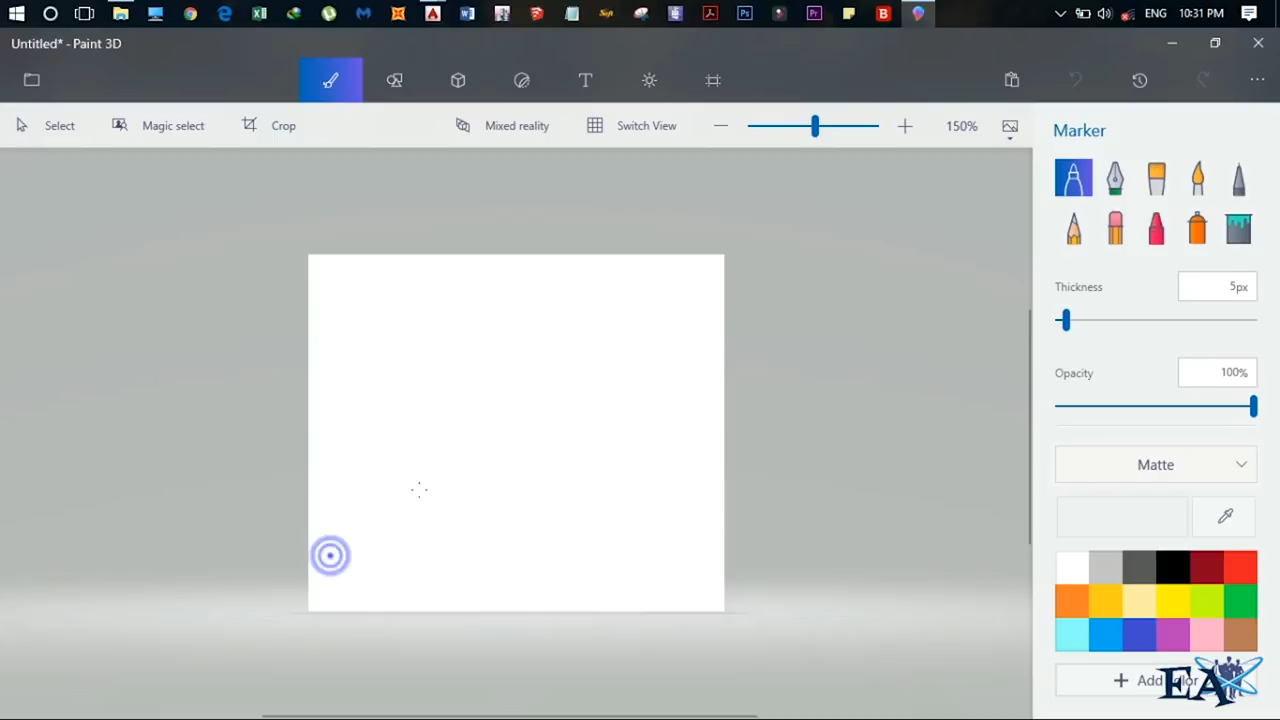 ENG 10:31 PM
Untitled* - Paint 3D
Select Magic select Crop Mixed reality Switch View 150%
Marker
Thickness 5px
Opacity 100%
Matte
Add color
EA